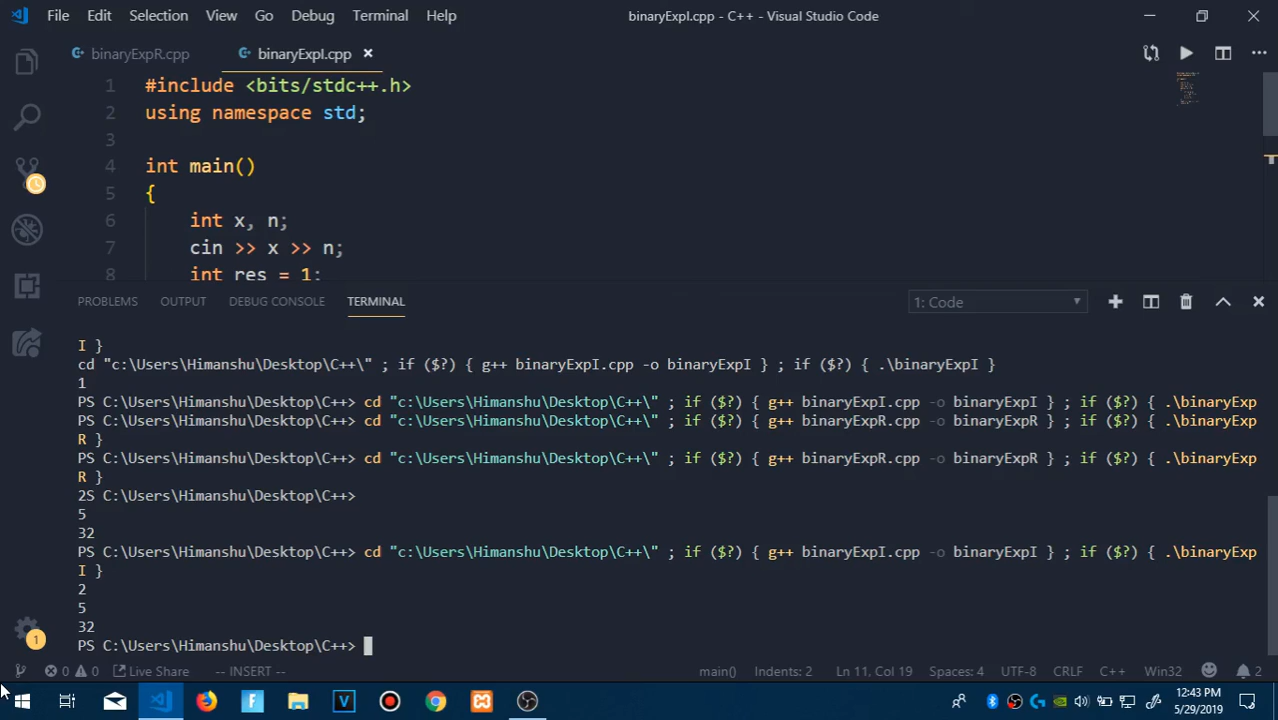 File Edit Selection View Go Debug Terminal Help binaryExpI.cpp - C++ - Visual Studio Code
binaryExpR.cpp binaryExpI.cpp
1 #include <bits/stdc++.h>
2 using namespace std;
3
4 int main()
5 {
6 int x, n;
7 cin >> x >> n;
8 int res = 1;
PROBLEMS OUTPUT DEBUG CONSOLE TERMINAL 1: Code
I }
cd "c:\Users\Himanshu\Desktop\C++\" ; if ($?) { g++ binaryExpI.cpp -o binaryExpI } ; if ($?) { .\binaryExpI }
1
PS C:\Users\Himanshu\Desktop\C++> cd "c:\Users\Himanshu\Desktop\C++\" ; if ($?) { g++ binaryExpI.cpp -o binaryExpI } ; if ($?) { .\binaryExp
PS C:\Users\Himanshu\Desktop\C++> cd "c:\Users\Himanshu\Desktop\C++\" ; if ($?) { g++ binaryExpR.cpp -o binaryExpR } ; if ($?) { .\binaryExp
R }
PS C:\Users\Himanshu\Desktop\C++> cd "c:\Users\Himanshu\Desktop\C++\" ; if ($?) { g++ binaryExpR.cpp -o binaryExpR } ; if ($?) { .\binaryExp
R }
2S C:\Users\Himanshu\Desktop\C++>
5
32
PS C:\Users\Himanshu\Desktop\C++> cd "c:\Users\Himanshu\Desktop\C++\" ; if ($?) { g++ binaryExpI.cpp -o binaryExpI } ; if ($?) { .\binaryExp
I }
2
5
32
PS C:\Users\Himanshu\Desktop\C++>
1
0 0 Live Share -- INSERT -- main() Indents: 2 Ln 11, Col 19 Spaces: 4 UTF-8 CRLF C++ Win32 2
12:43 PM
5/29/2019